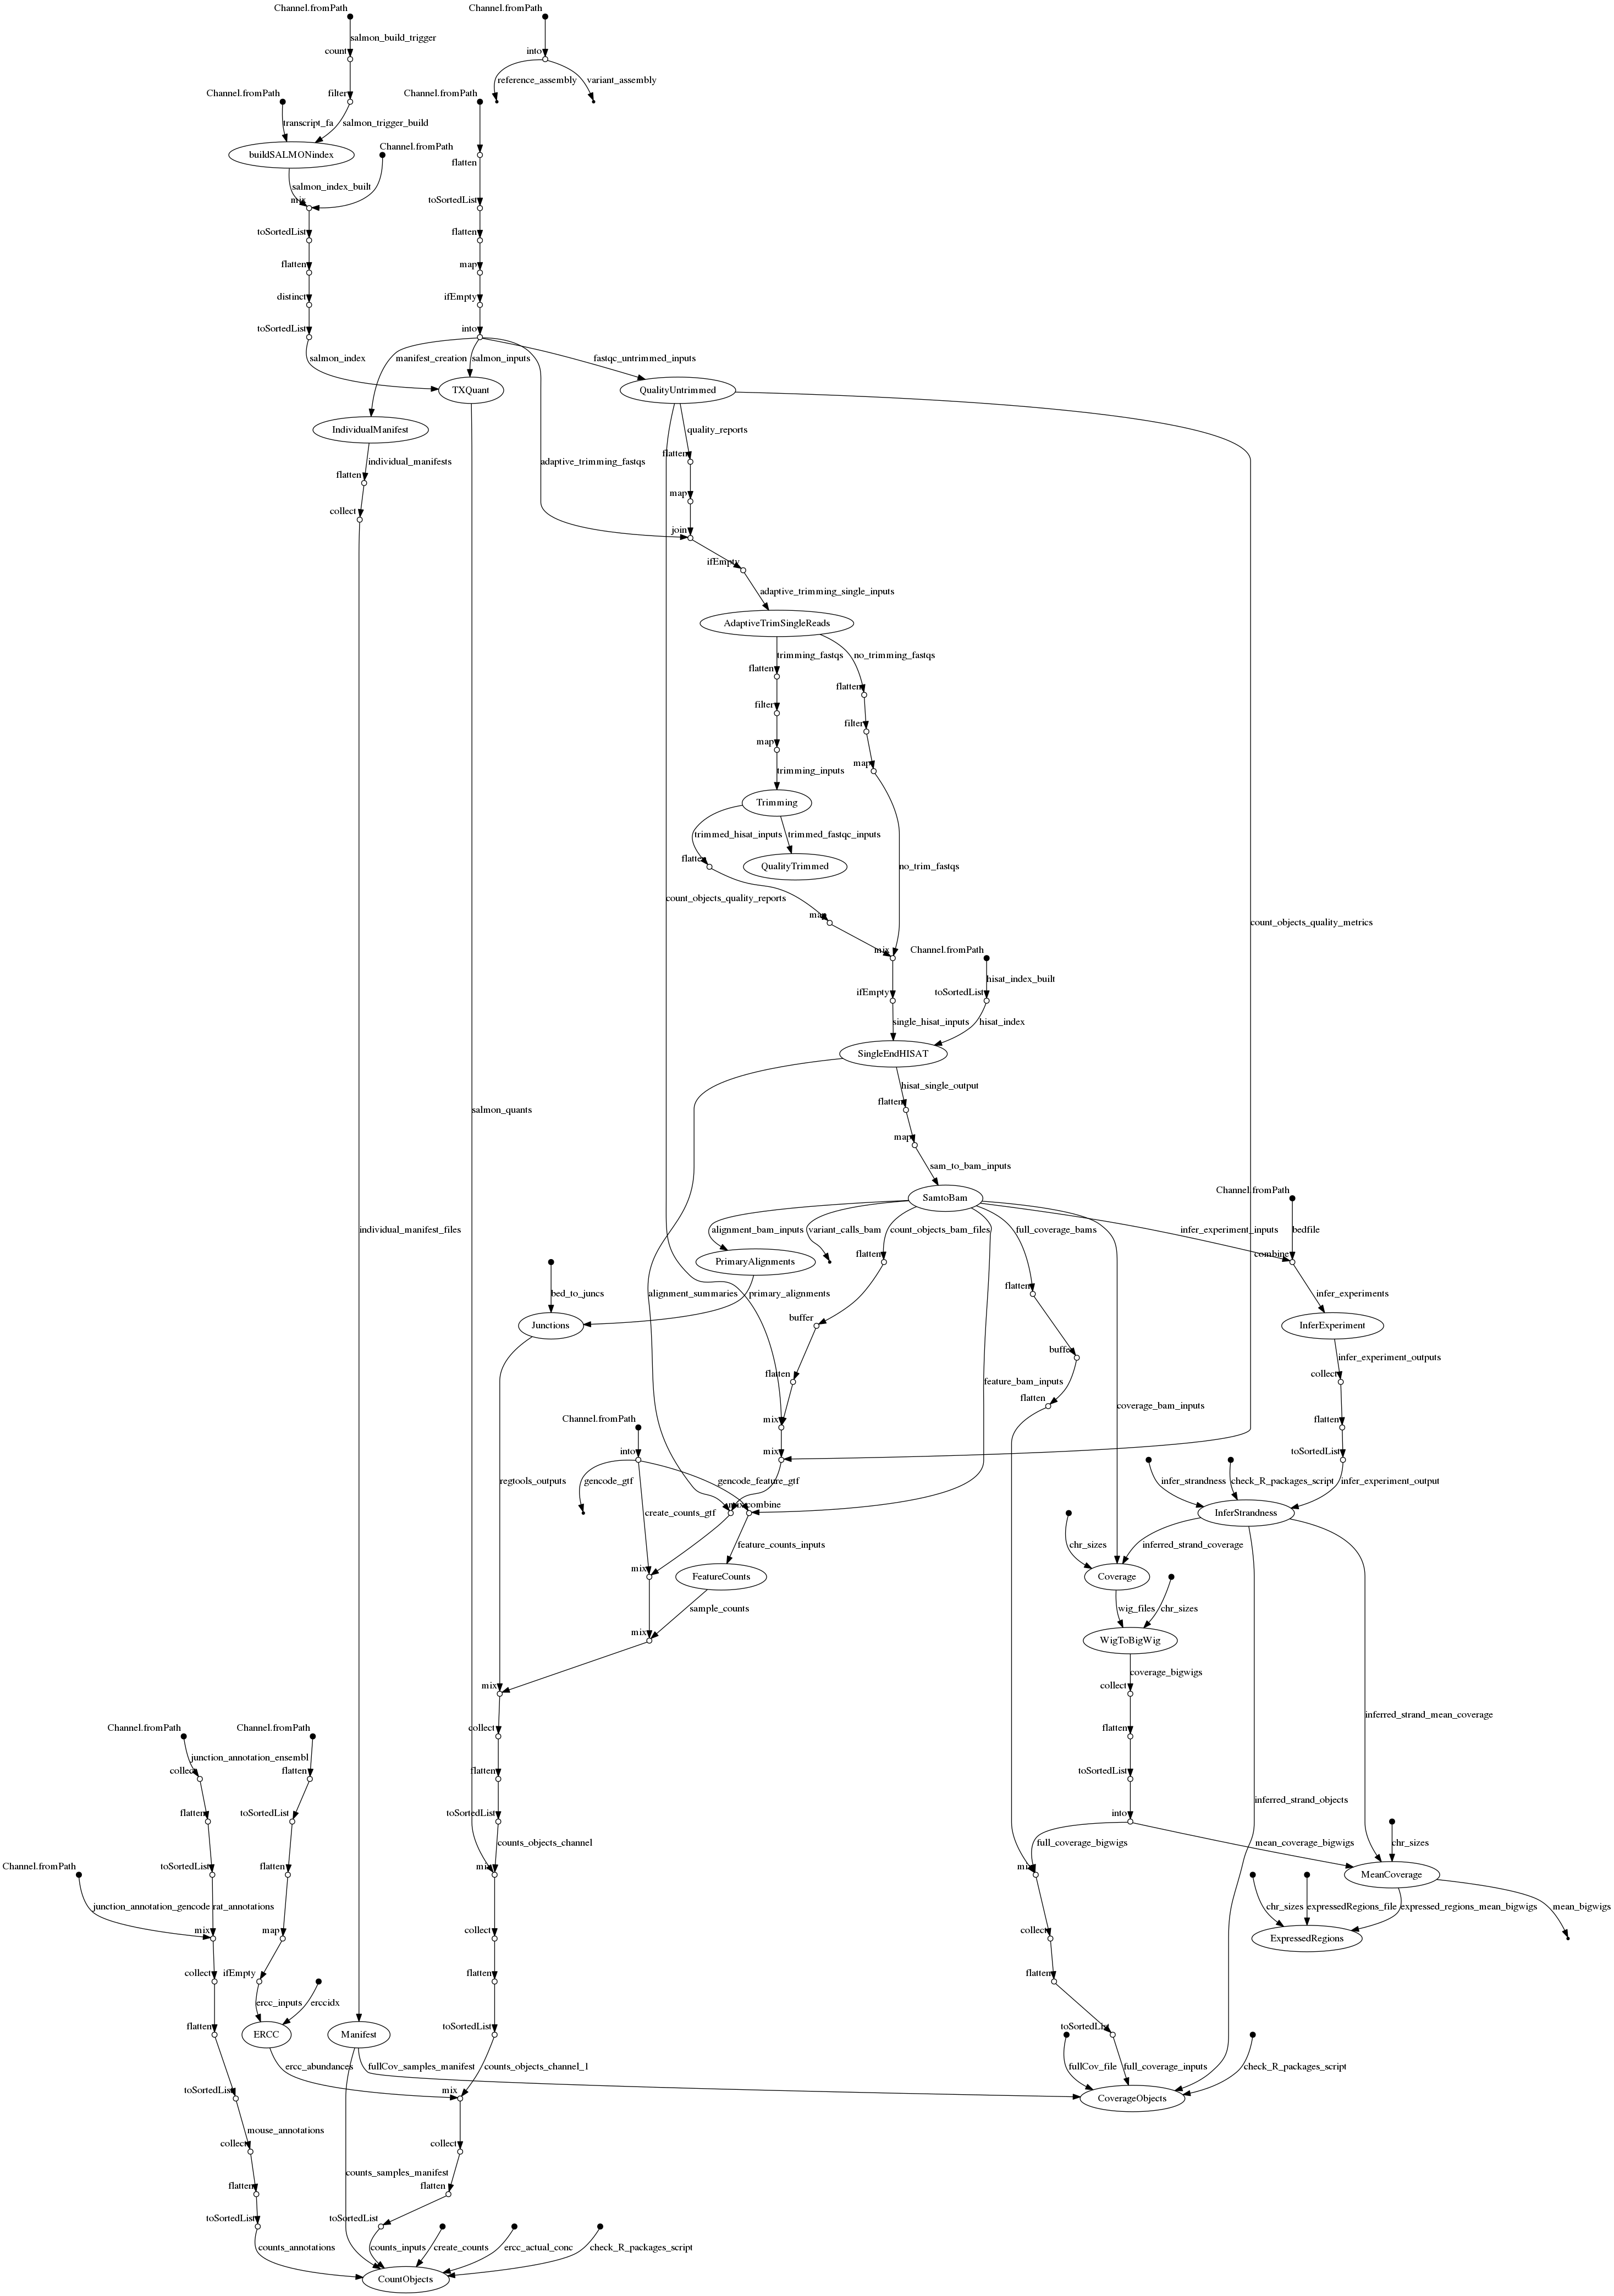 Channel.fromPath
Channel.fromPath
salmon_build_trigger
count
into
reference_assembly
variant_assembly
Channel.fromPath
filter
Channel.fromPath
transcript_fa
salmon_trigger_build
Channel.fromPath
buildSALMONindex
flatten
salmon_index_built
mix
toSortedList
toSortedList
flatten
flatten
map
distinct
ifEmpty
toSortedList
into
salmon_index
manifest_creation
salmon_inputs
fastqc_untrimmed_inputs
TXQuant
QualityUntrimmed
IndividualManifest
quality_reports
individual_manifests
adaptive_trimming_fastqs
flatten
flatten
map
collect
join
ifEmpty
adaptive_trimming_single_inputs
AdaptiveTrimSingleReads
trimming_fastqs
no_trimming_fastqs
flatten
flatten
filter
filter
map
map
trimming_inputs
Trimming
trimmed_hisat_inputs
trimmed_fastqc_inputs
flatten
QualityTrimmed
no_trim_fastqs
count_objects_quality_reports
map
count_objects_quality_metrics
mix
Channel.fromPath
hisat_index_built
ifEmpty
toSortedList
single_hisat_inputs
hisat_index
SingleEndHISAT
hisat_single_output
flatten
salmon_quants
map
sam_to_bam_inputs
SamtoBam
Channel.fromPath
individual_manifest_files
alignment_bam_inputs
variant_calls_bam
count_objects_bam_files
full_coverage_bams
infer_experiment_inputs
bedfile
flatten
combine
PrimaryAlignments
flatten
bed_to_juncs
alignment_summaries
primary_alignments
infer_experiments
buffer
Junctions
InferExperiment
buffer
infer_experiment_outputs
flatten
feature_bam_inputs
collect
flatten
coverage_bam_inputs
Channel.fromPath
mix
flatten
into
mix
toSortedList
regtools_outputs
gencode_gtf
gencode_feature_gtf
infer_strandness
check_R_packages_script
infer_experiment_output
mix
combine
create_counts_gtf
InferStrandness
feature_counts_inputs
chr_sizes
inferred_strand_coverage
mix
FeatureCounts
Coverage
sample_counts
wig_files
chr_sizes
mix
WigToBigWig
coverage_bigwigs
mix
collect
inferred_strand_mean_coverage
Channel.fromPath
Channel.fromPath
collect
flatten
junction_annotation_ensembl
collect
flatten
flatten
toSortedList
inferred_strand_objects
flatten
toSortedList
toSortedList
into
chr_sizes
counts_objects_channel
full_coverage_bigwigs
mean_coverage_bigwigs
Channel.fromPath
toSortedList
flatten
mix
mix
MeanCoverage
junction_annotation_gencode
rat_annotations
chr_sizes
expressedRegions_file
expressed_regions_mean_bigwigs
mean_bigwigs
mix
map
collect
collect
ExpressedRegions
collect
ifEmpty
flatten
flatten
ercc_inputs
erccidx
flatten
ERCC
Manifest
toSortedList
toSortedList
ercc_abundances
fullCov_samples_manifest
counts_objects_channel_1
fullCov_file
full_coverage_inputs
check_R_packages_script
toSortedList
mix
CoverageObjects
mouse_annotations
collect
collect
counts_samples_manifest
flatten
flatten
toSortedList
toSortedList
counts_annotations
counts_inputs
create_counts
ercc_actual_conc
check_R_packages_script
CountObjects